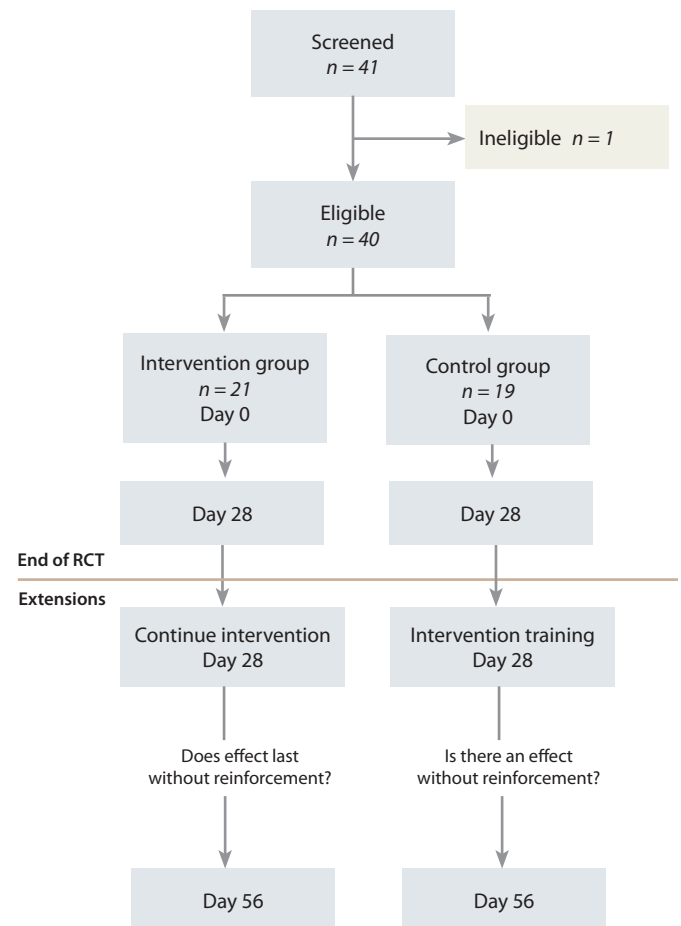 Screened
n = 41
Ineligible n = 1
Eligible
n = 40
Intervention group
n = 21
Day 0
Control group
n = 19
Day 0
Day 28
Day 28
End of RCT
Extensions
Continue intervention
Day 28
Intervention training
Day 28
Does effect last
without reinforcement?
Is there an effect
without reinforcement?
Day 56
Day 56